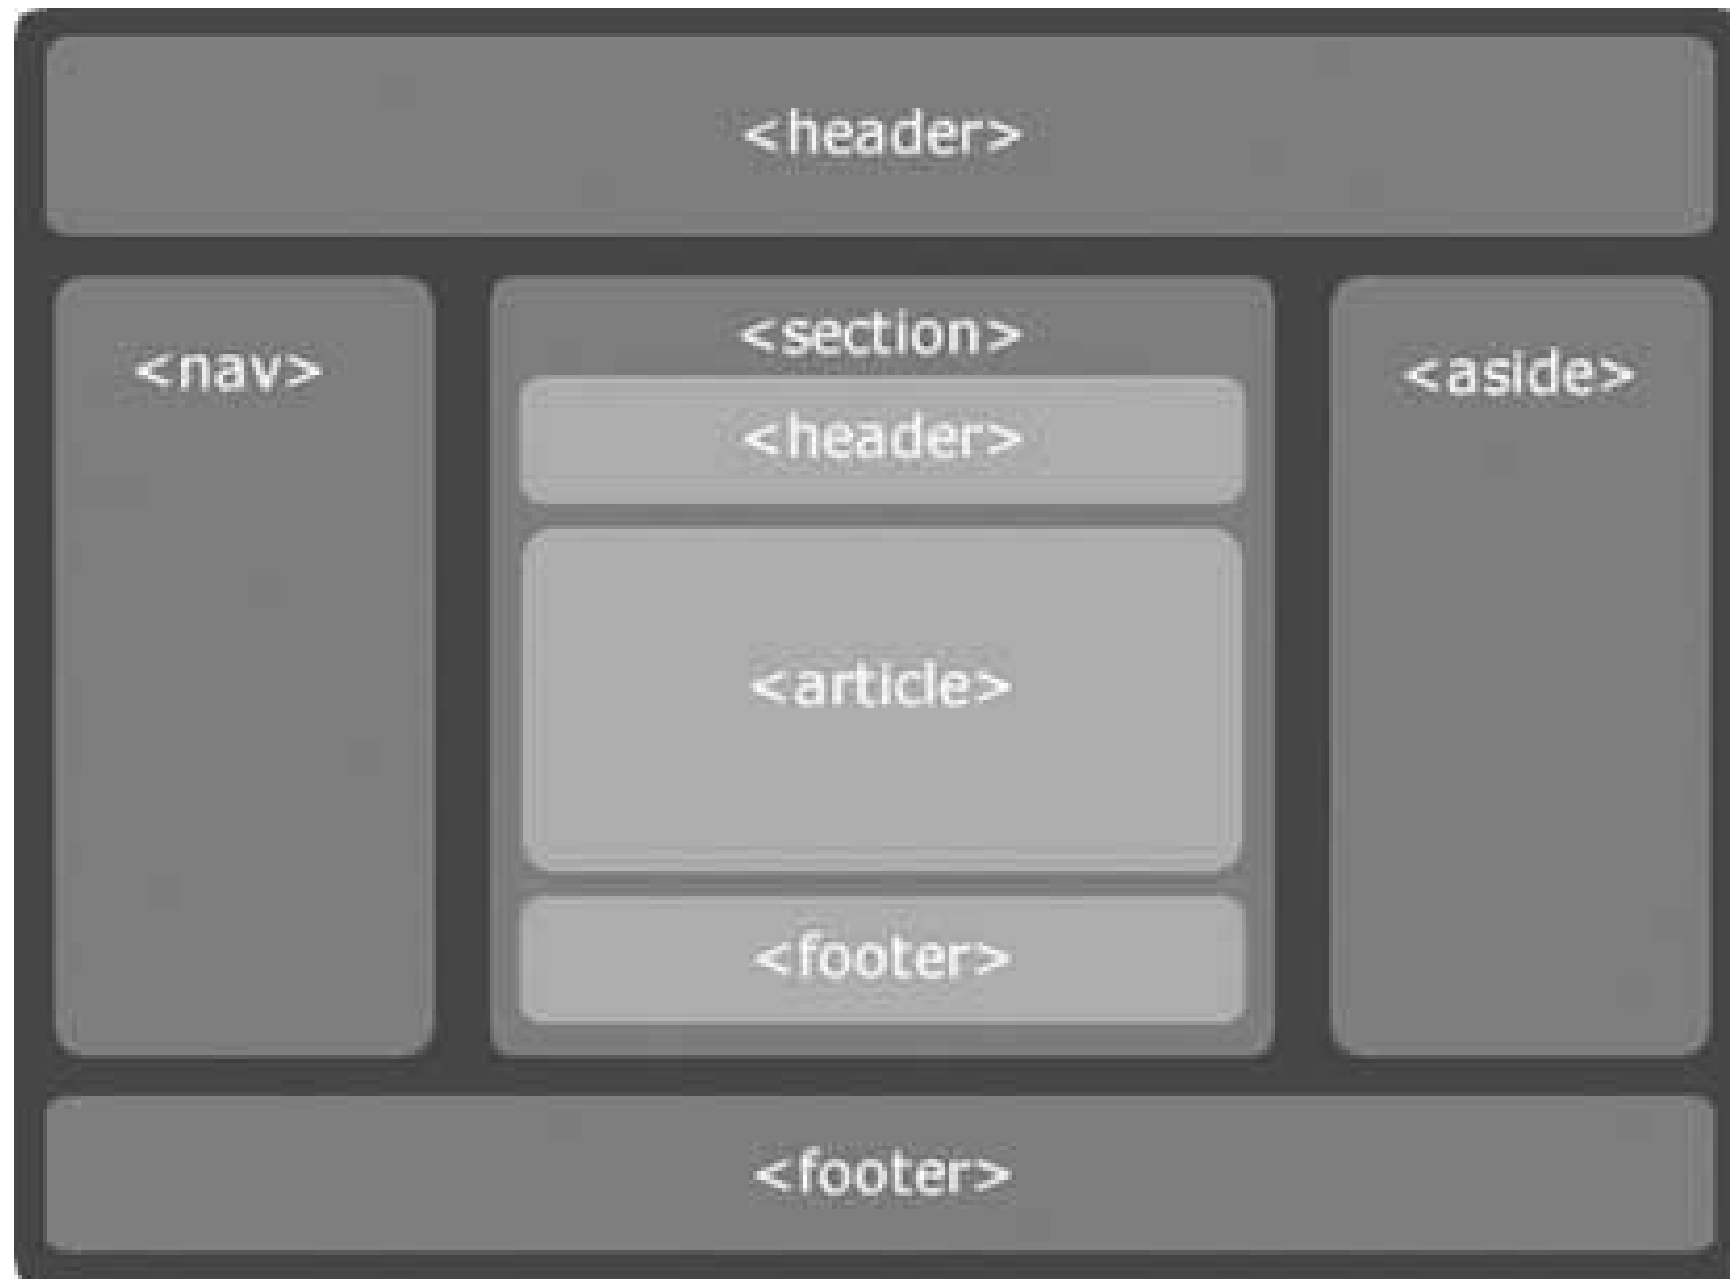 <header>
<nav>
<section>
<header>
<article>
<footer>
<aside>
<footer>